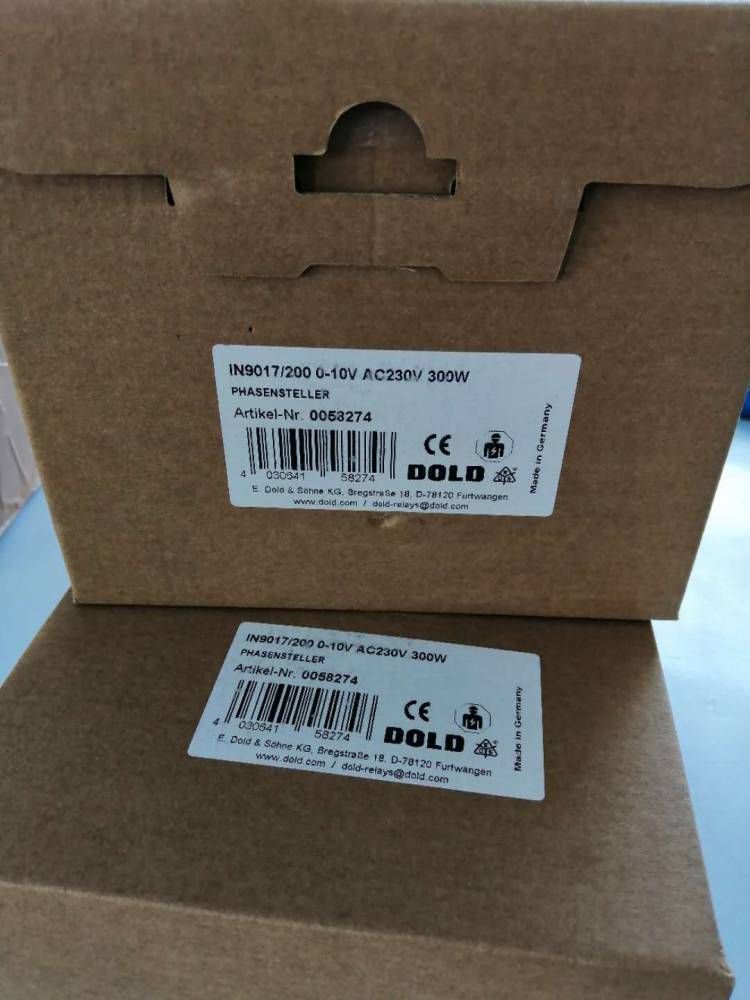 IN9017/200 0-10V AC230V 300W
PHASENSTELLER
Artikel-Nr. 0058274
4 030641 58274
DOLD
E. Dold & Söhne KG, Bregstraße 18, D-78120 Furtwangen
www.dold.com / dold-relays@dold.com
Made in Germany
IN9017/200 0-10V AC230V 300W
PHASENSTELLER
Artikel-Nr. 0058274
4 030641 58274
DOLD
E. Dold & Söhne KG, Bregstraße 18, D-78120 Furtwangen
www.dold.com / dold-relays@dold.com
Made in Germany